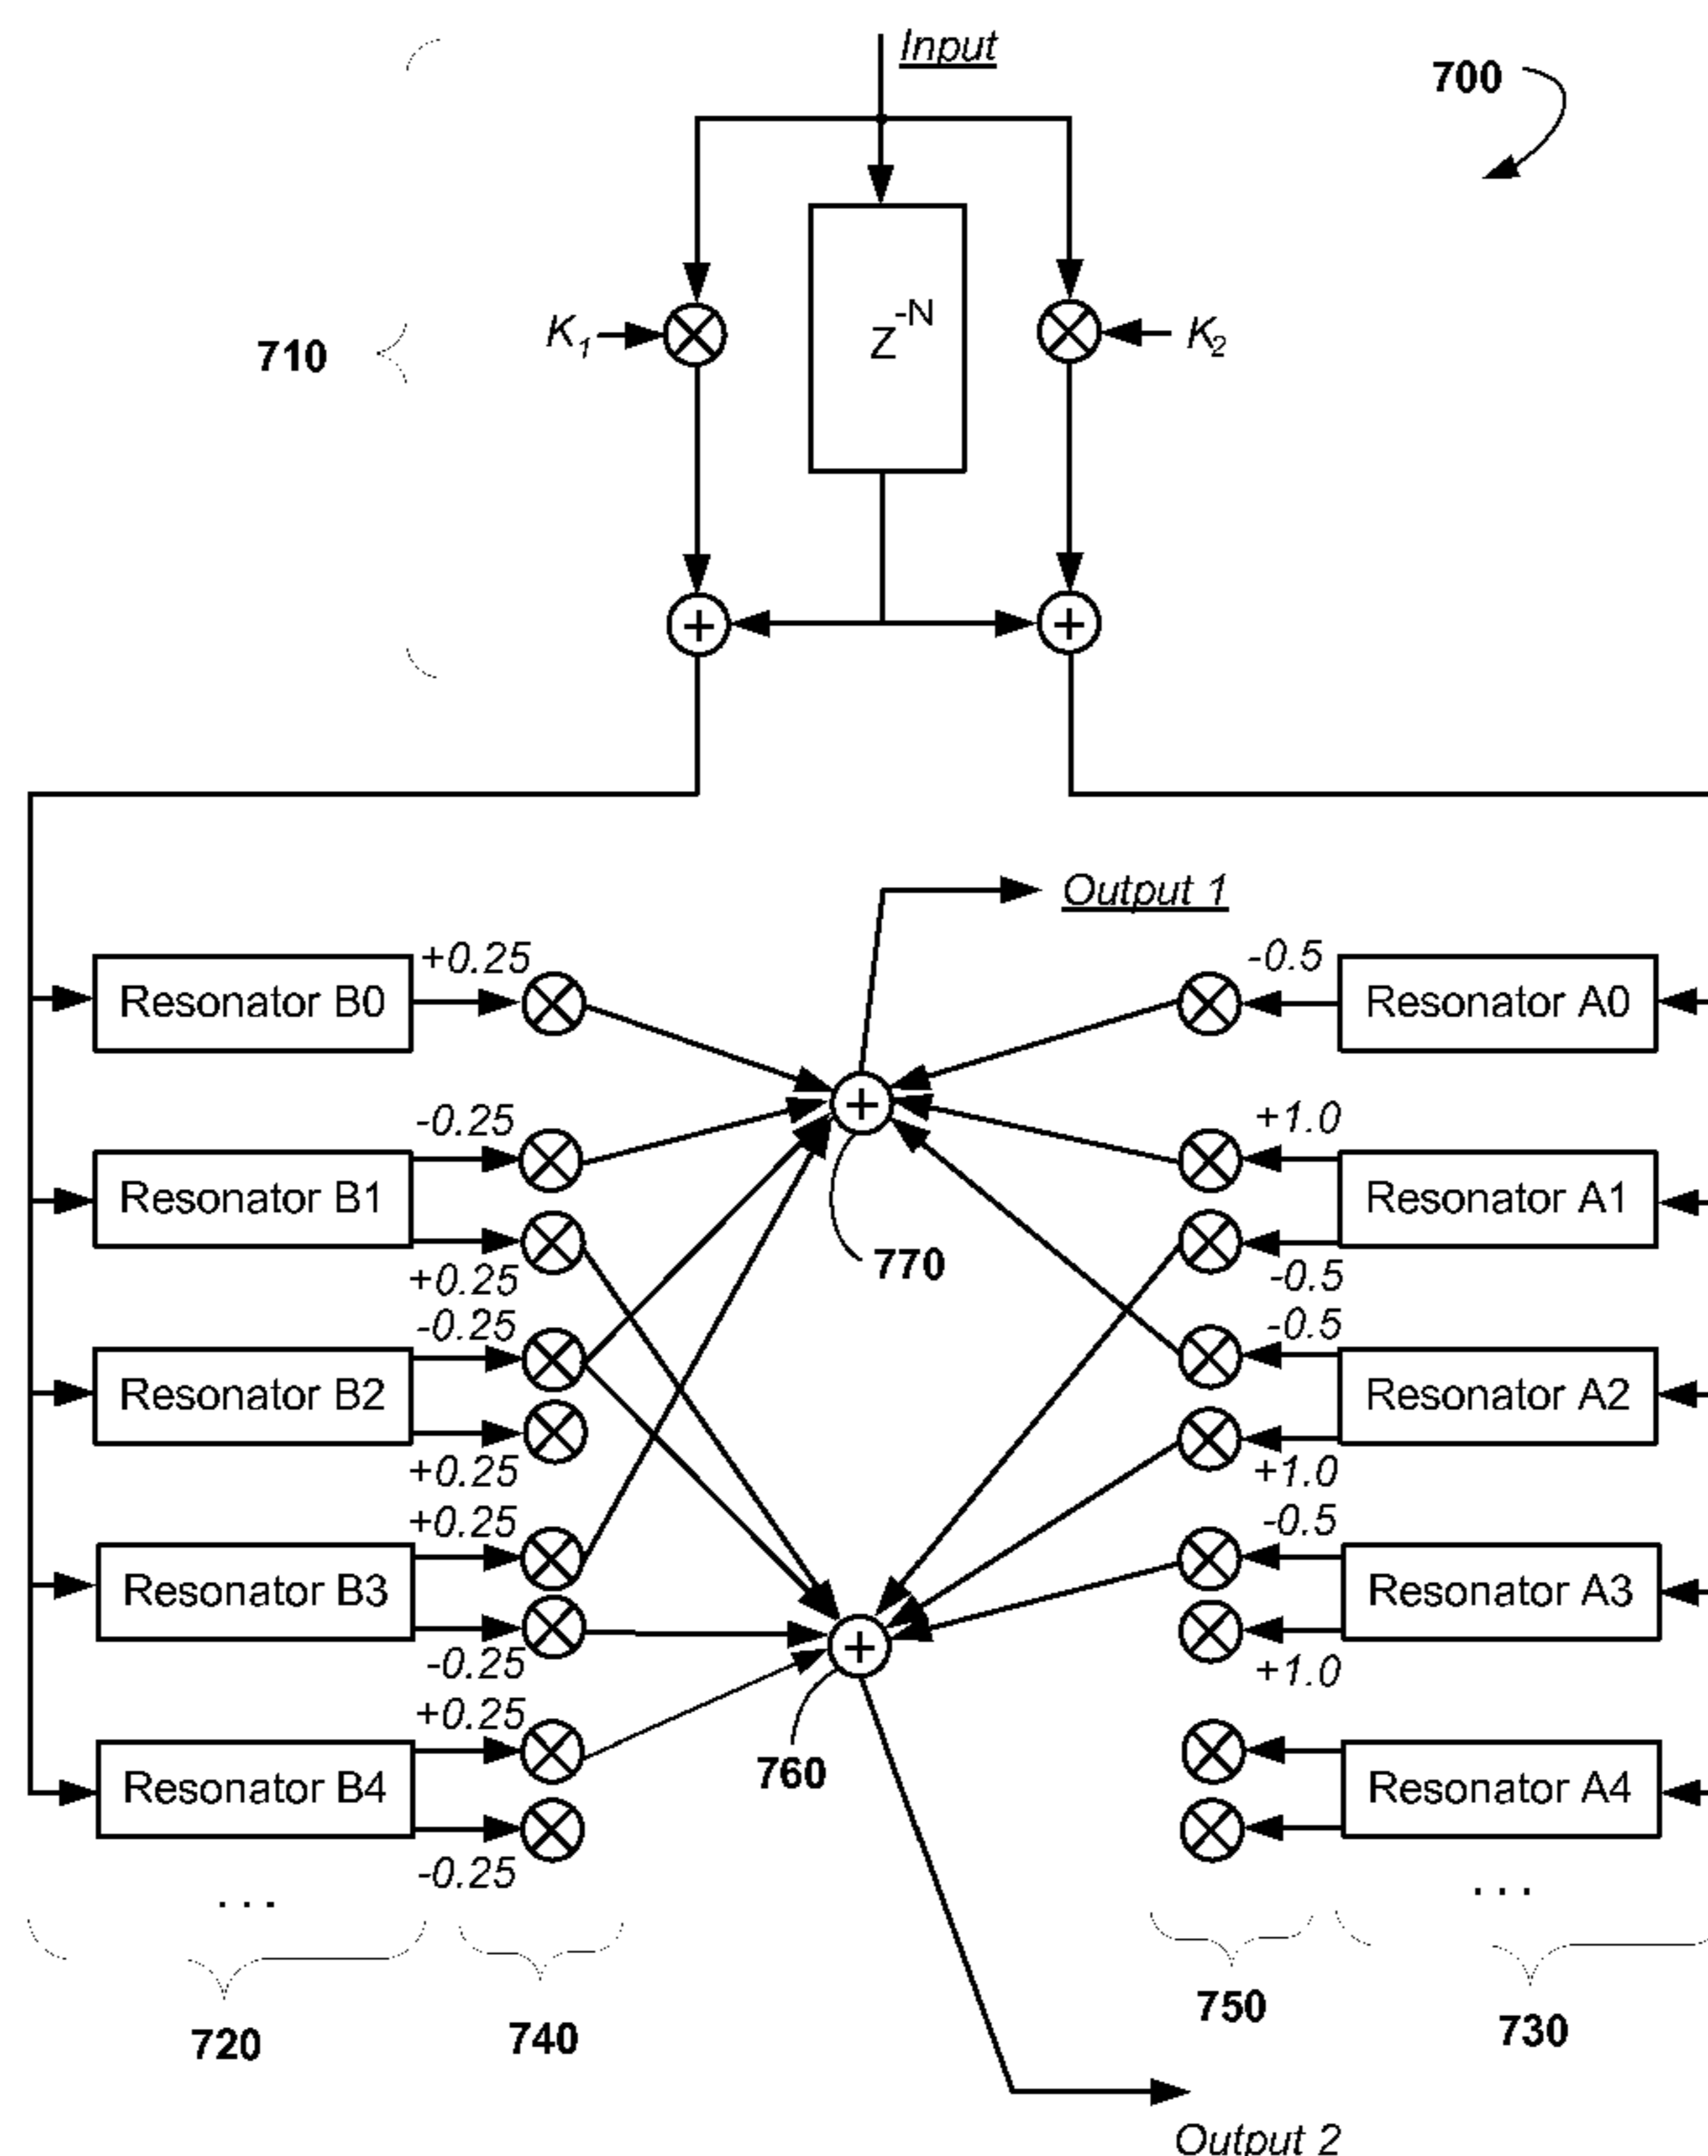 Input
700
Z-N
K1
K2
710
Output 1
+0.25
-0.5
Resonator B0
Resonator A0
-0.25
+1.0
Resonator B1
Resonator A1
770
+0.25
-0.5
-0.25
-0.5
Resonator B2
Resonator A2
+0.25
+1.0
+0.25
-0.5
Resonator B3
Resonator A3
-0.25
+1.0
+0.25
760
Resonator B4
Resonator A4
-0.25
. . .
. . .
720
740
750
730
Output 2